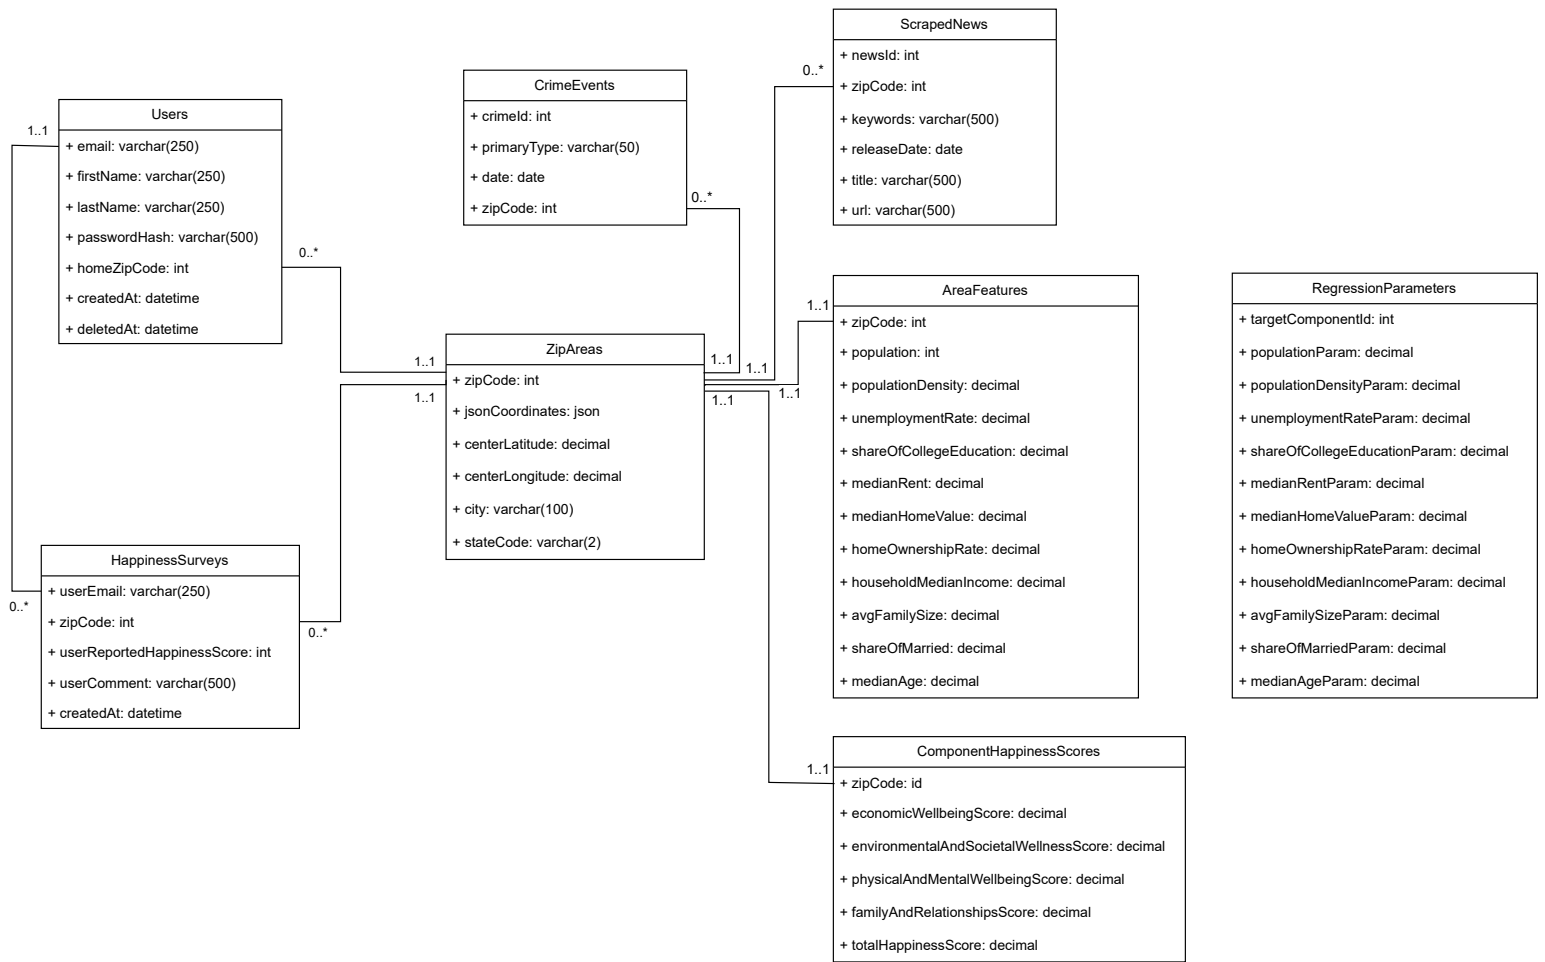 ScrapedNews
+ newsId: int
+ zipCode: int
+ keywords: varchar(500)
+ releaseDate: date
+ title: varchar(500)
+ url: varchar(500)
0..*
CrimeEvents
+ crimeId: int
+ primaryType: varchar(50)
+ date: date
+ zipCode: int
0..*
Users
+ email: varchar(250)
+ firstName: varchar(250)
+ lastName: varchar(250)
+ passwordHash: varchar(500)
+ homeZipCode: int
+ createdAt: datetime
+ deletedAt: datetime
1..1
0..*
ZipAreas
+ zipCode: int
+ jsonCoordinates: json
+ centerLatitude: decimal
+ centerLongitude: decimal
+ city: varchar(100)
+ stateCode: varchar(2)
1..1
1..1
1..1
1..1
1..1
1..1
AreaFeatures
+ zipCode: int
+ population: int
+ populationDensity: decimal
+ unemploymentRate: decimal
+ shareOfCollegeEducation: decimal
+ medianRent: decimal
+ medianHomeValue: decimal
+ homeOwnershipRate: decimal
+ householdMedianIncome: decimal
+ avgFamilySize: decimal
+ shareOfMarried: decimal
+ medianAge: decimal
1..1
RegressionParameters
+ targetComponentId: int
+ populationParam: decimal
+ populationDensityParam: decimal
+ unemploymentRateParam: decimal
+ shareOfCollegeEducationParam: decimal
+ medianRentParam: decimal
+ medianHomeValueParam: decimal
+ homeOwnershipRateParam: decimal
+ householdMedianIncomeParam: decimal
+ avgFamilySizeParam: decimal
+ shareOfMarriedParam: decimal
+ medianAgeParam: decimal
HappinessSurveys
+ userEmail: varchar(250)
+ zipCode: int
+ userReportedHappinessScore: int
+ userComment: varchar(500)
+ createdAt: datetime
0..*
0..*
ComponentHappinessScores
+ zipCode: id
+ economicWellbeingScore: decimal
+ environmentalAndSocietalWellnessScore: decimal
+ physicalAndMentalWellbeingScore: decimal
+ familyAndRelationshipsScore: decimal
+ totalHappinessScore: decimal
1..1